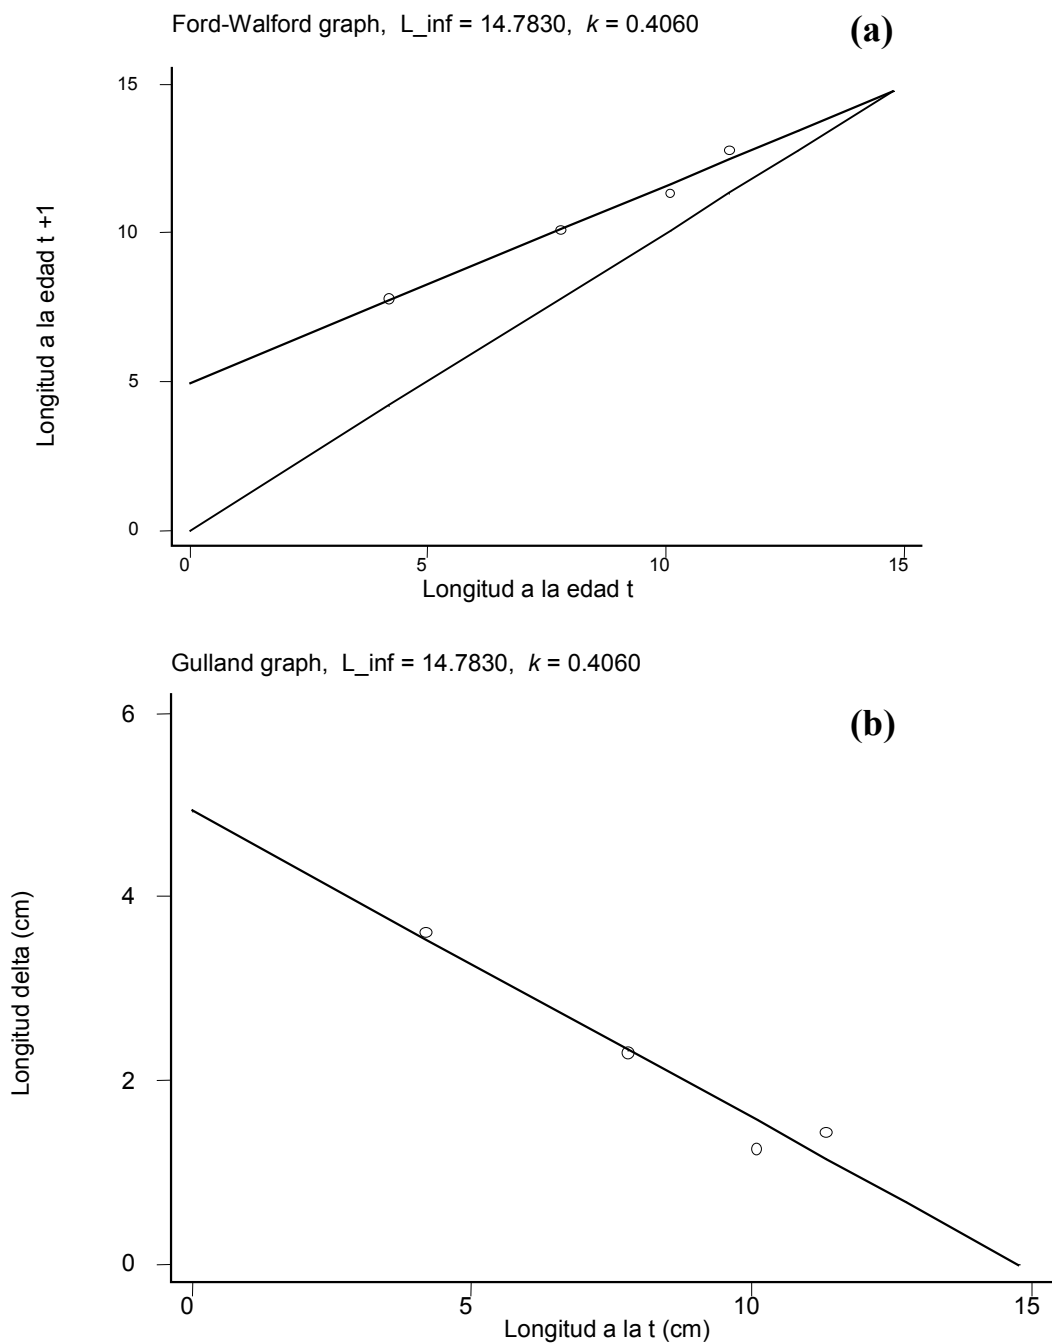 Ford-Walford graph, L_inf = 14.7830, k = 0.4060
(a)
15
10
5
0
Longitud a la edad t +1
0
5
10
15
Longitud a la edad t
Gulland graph, L_inf = 14.7830, k = 0.4060
(b)
6
4
2
0
Longitud delta (cm)
0
5
10
15
Longitud a la t (cm)